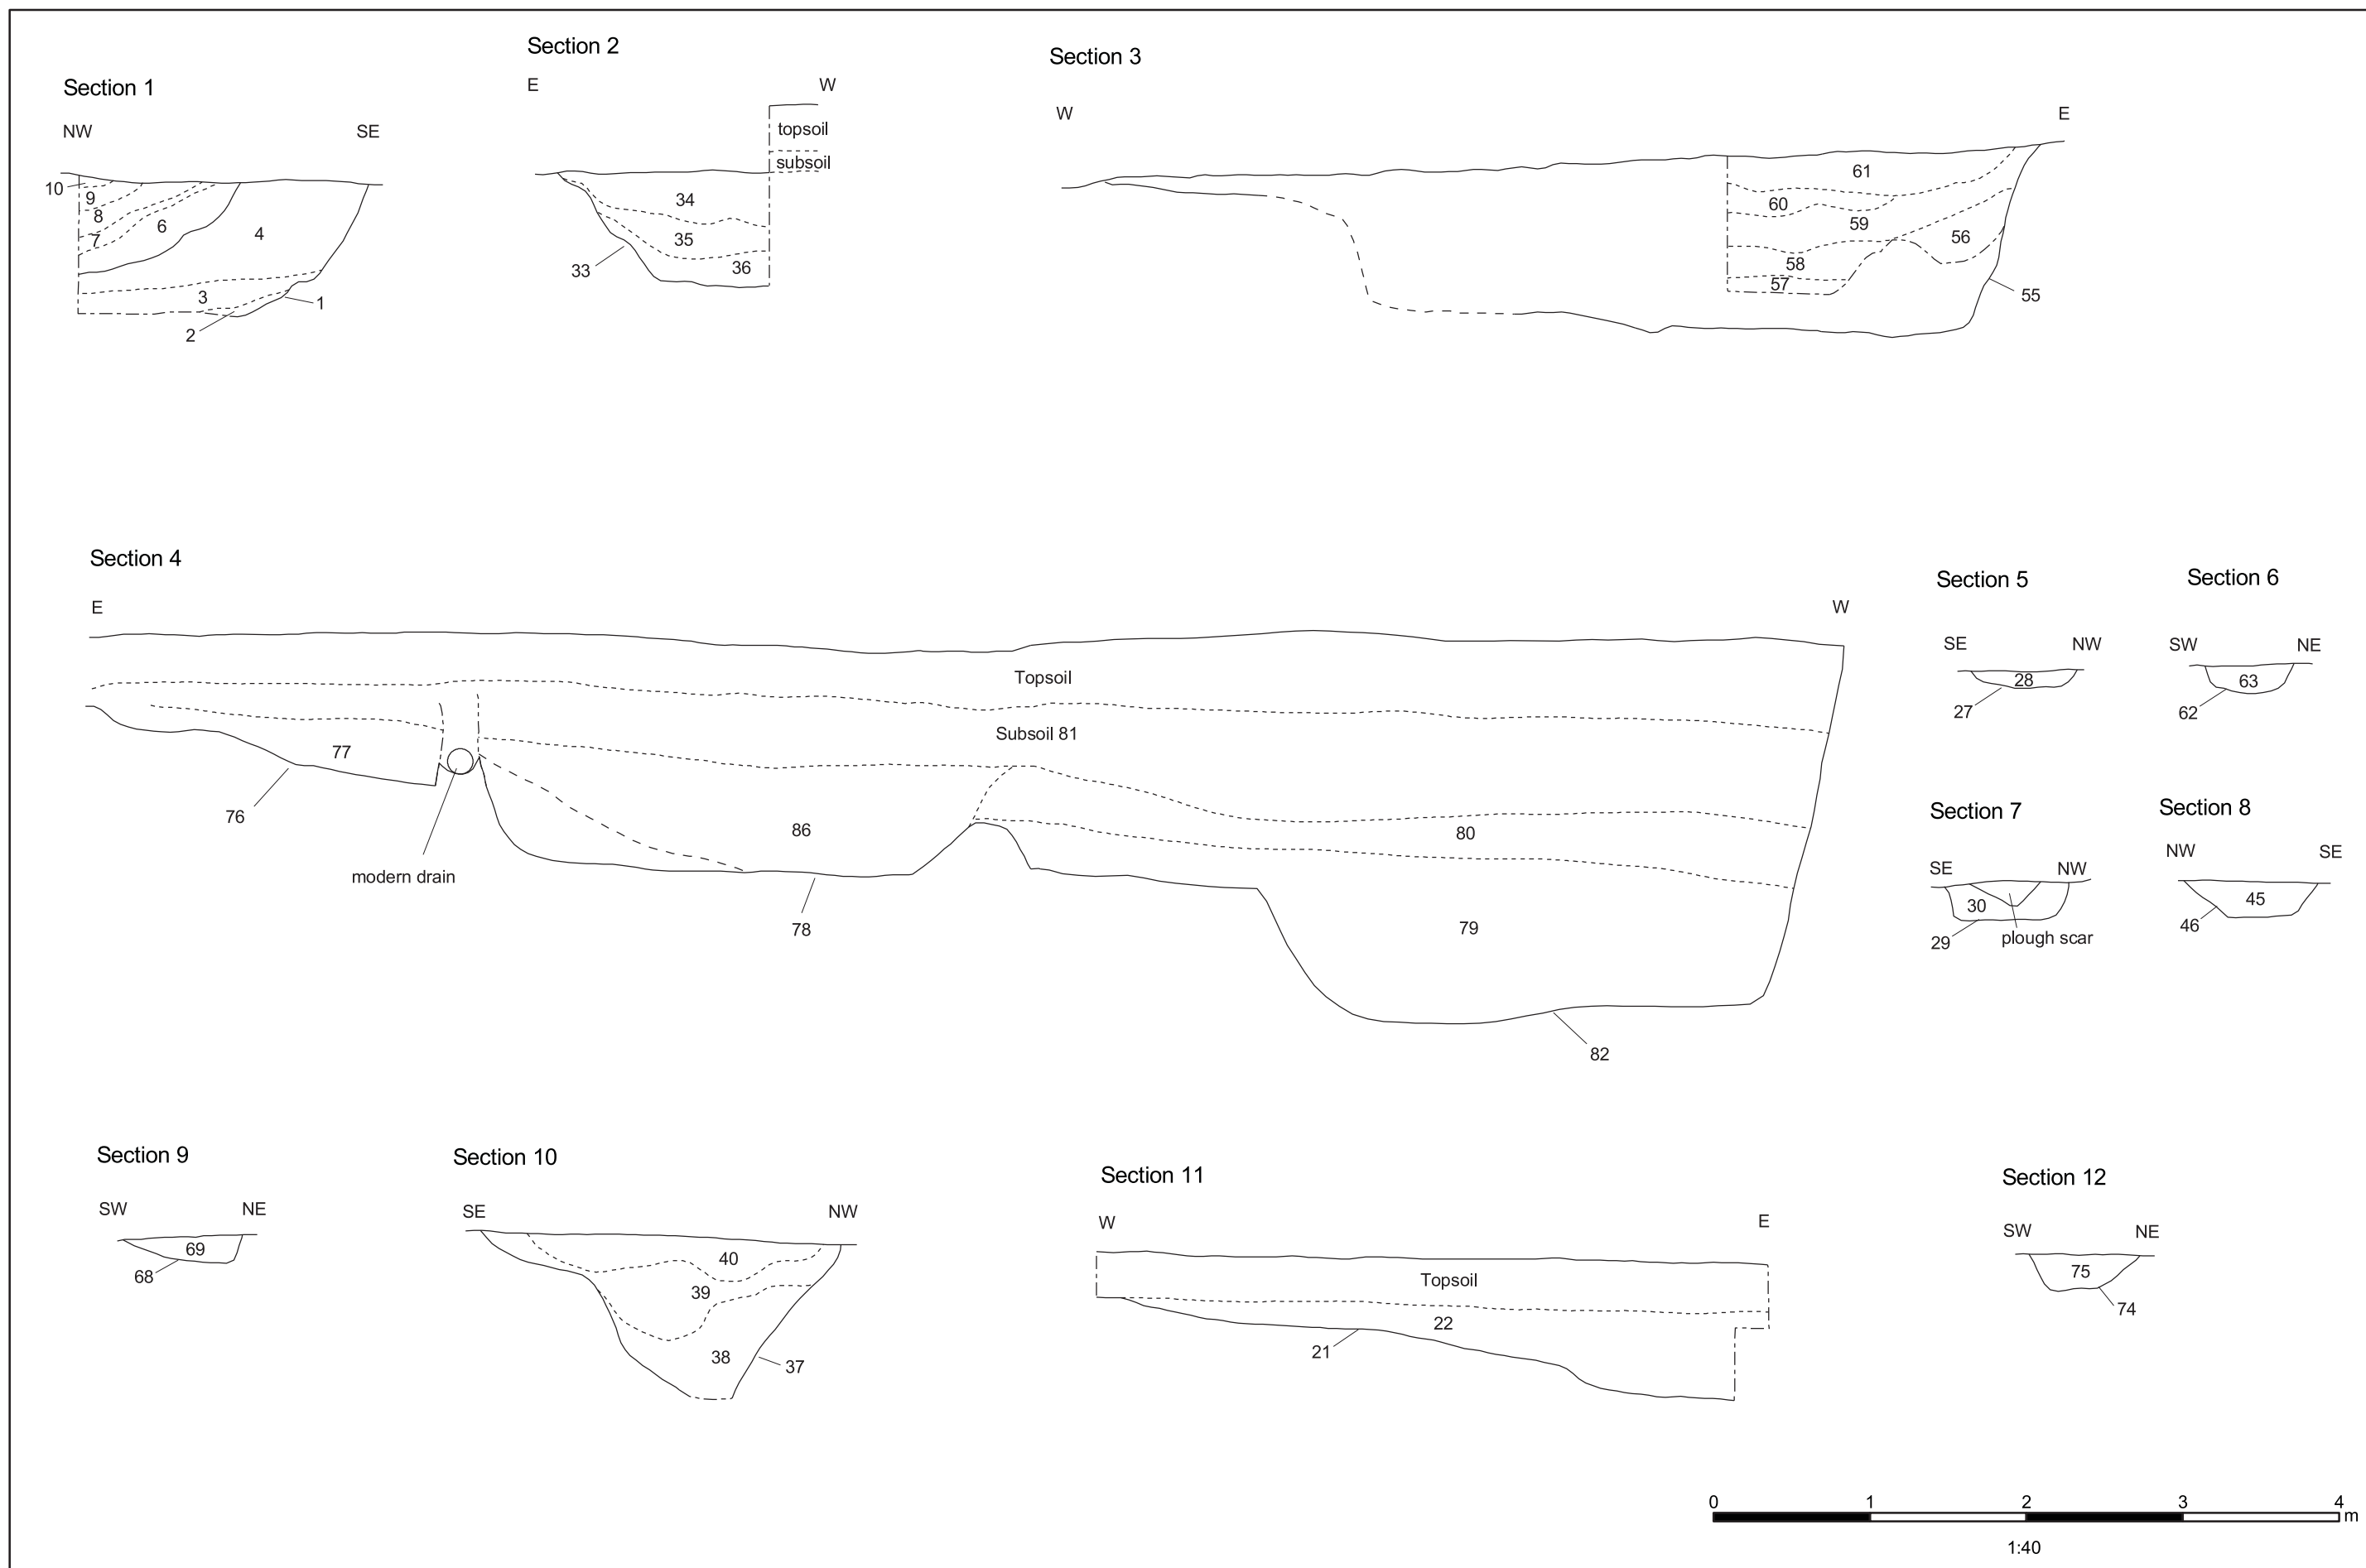 Section 1
NW SE
10
9
8
7
6
4
3
1
2
Section 2
E W
topsoil
subsoil
34
35
36
33
Section 3
W E
61
60
59
56
58
57
55
Section 4
E W
Topsoil
Subsoil 81
77
86
80
79
76
modern drain
78
82
Section 5
SE NW
28
27
Section 6
SW NE
63
62
Section 7
SE NW
30
29
plough scar
Section 8
NW SE
45
46
Section 9
SW NE
69
68
Section 10
SE NW
40
39
38
37
Section 11
W E
Topsoil
22
21
Section 12
SW NE
75
74
0 1 2 3 4
m
1:40